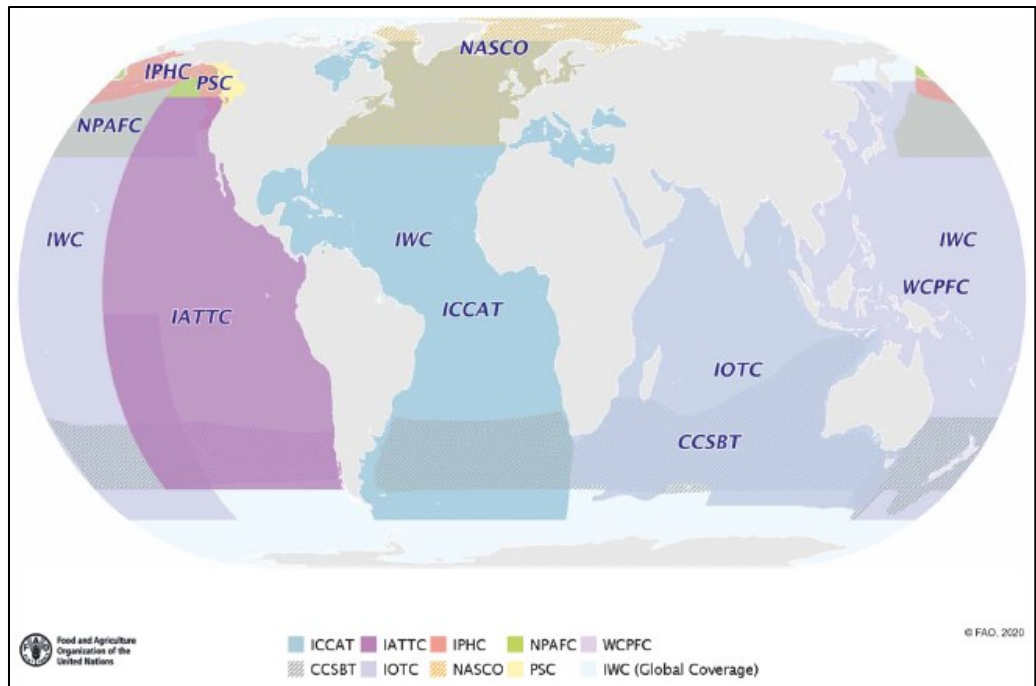 NASCO
IPHC
PSC
NPAFC
IWC
IWC
IWC
WCPFC
IATTC
ICCAT
IOTC
CCSBT
Food and Agriculture
Organization of the
United Nations
© FAO, 2020
ICCAT IATTC IPHC NPAFC WCPFC
CCSBT IOTC NASCO PSC IWC (Global Coverage)